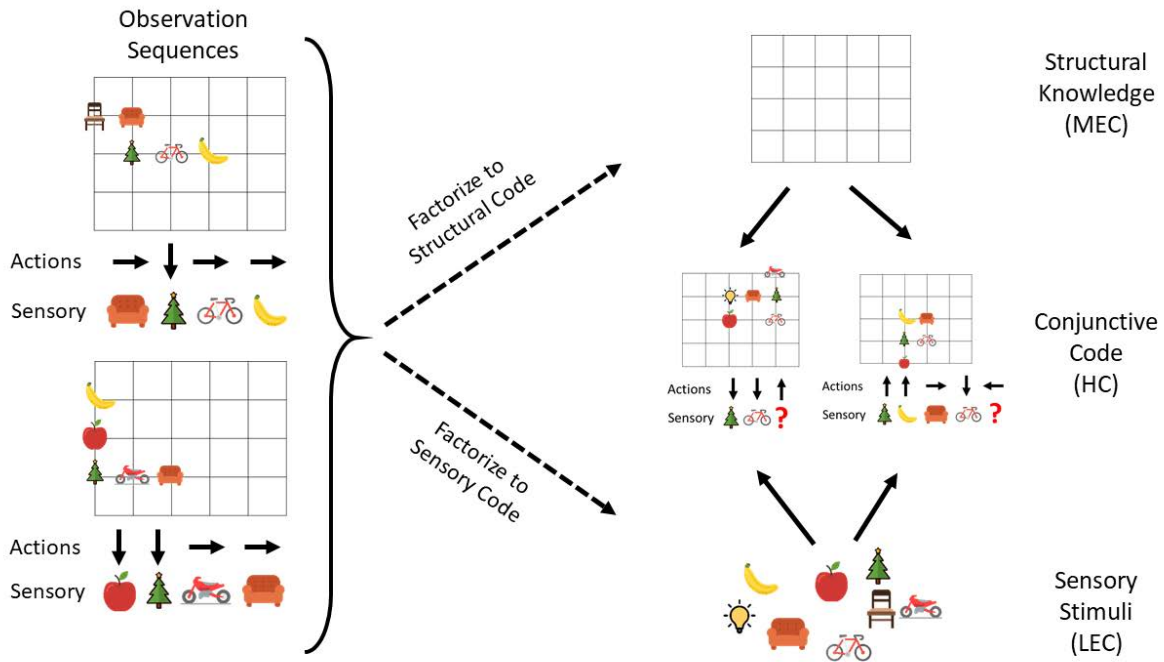 Observation
Sequences
Actions
Sensory
Actions
Sensory
Factorize to
Structural Code
Factorize to
Sensory Code
Structural
Knowledge
(MEC)
Actions
Sensory ?
Actions
Sensory ?
Conjunctive
Code
(HC)
Sensory
Stimuli
(LEC)